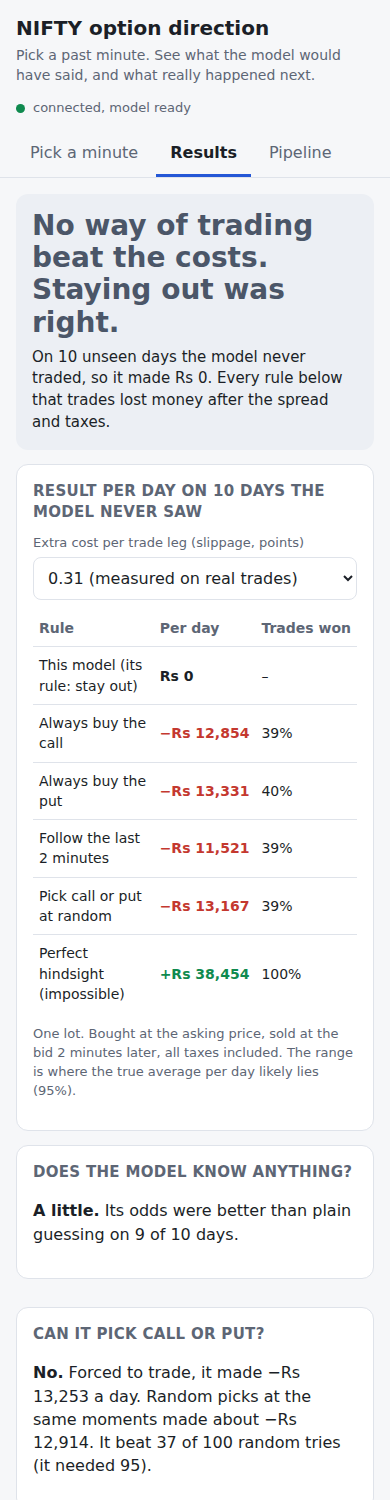 NIFTY option direction
Pick a past minute. See what the model would
have said, and what really happened next.
connected, model ready
Pick a minute Results Pipeline
No way of trading
beat the costs.
Staying out was
right.
On 10 unseen days the model never
traded, so it made Rs 0. Every rule below
that trades lost money after the spread
and taxes.
RESULT PER DAY ON 10 DAYS THE
MODEL NEVER SAW
Extra cost per trade leg (slippage, points)
0.31 (measured on real trades)
Rule Per day Trades won
This model (its
rule: stay out) Rs 0 –
Always buy the
call −Rs 12,854 39%
Always buy the
put −Rs 13,331 40%
Follow the last
2 minutes −Rs 11,521 39%
Pick call or put
at random −Rs 13,167 39%
Perfect
hindsight
(impossible) +Rs 38,454 100%
One lot. Bought at the asking price, sold at the
bid 2 minutes later, all taxes included. The range
is where the true average per day likely lies
(95%).
DOES THE MODEL KNOW ANYTHING?
A little. Its odds were better than plain
guessing on 9 of 10 days.
CAN IT PICK CALL OR PUT?
No. Forced to trade, it made −Rs
13,253 a day. Random picks at the
same moments made about −Rs
12,914. It beat 37 of 100 random tries
(it needed 95).